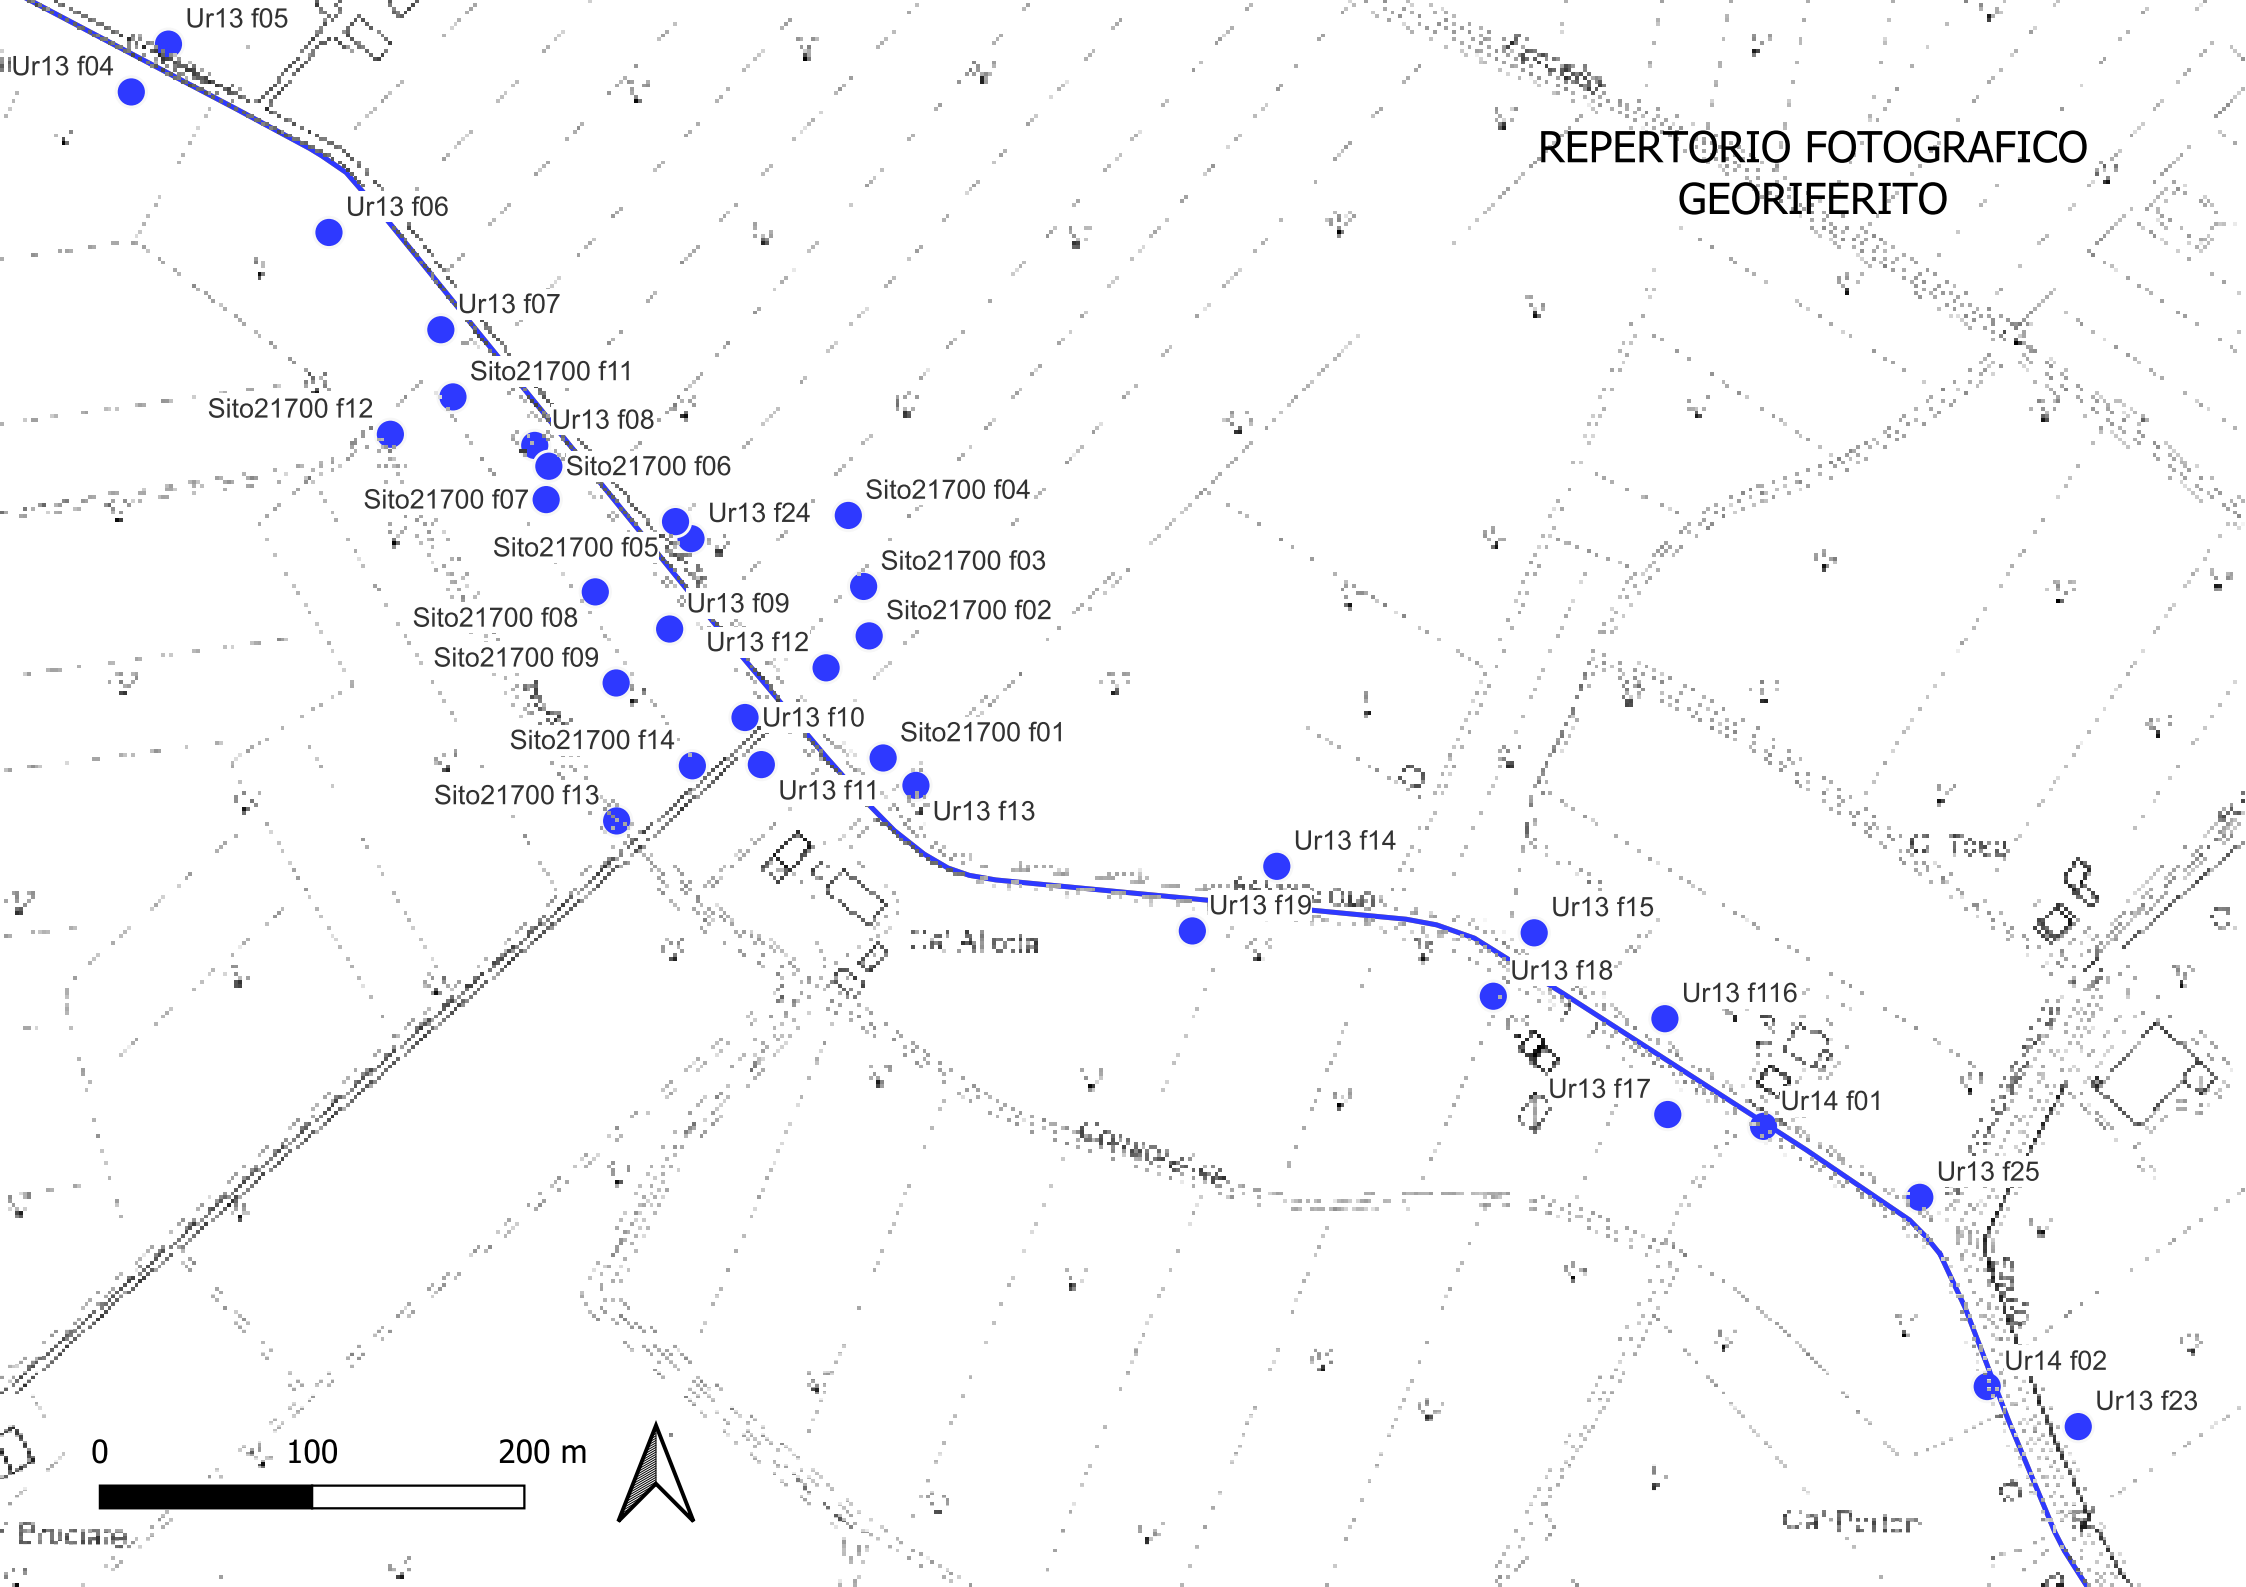 Ur13 f05
Ur13 f04
REPERTORIO FOTOGRAFICO
GEORIFERITO
Ur13 f06
Ur13 f07
Sito21700 f11
Sito21700 f12
Ur13 f08
Sito21700 f06
Sito21700 f07
Sito21700 f04
Ur13 f24
Sito21700 f05
Sito21700 f03
Ur13 f09
Sito21700 f02
Sito21700 f08
Ur13 f12
Sito21700 f09
Ur13 f10
Sito21700 f01
Sito21700 f14
Ur13 f11
Sito21700 f13
Ur13 f13
Ur13 f14
Ur13 f19
Ur13 f15
Ur13 f18
Ur13 f116
Ur13 f17
Ur14 f01
Ur13 f25
Ur14 f02
Ur13 f23
0 100 200 m